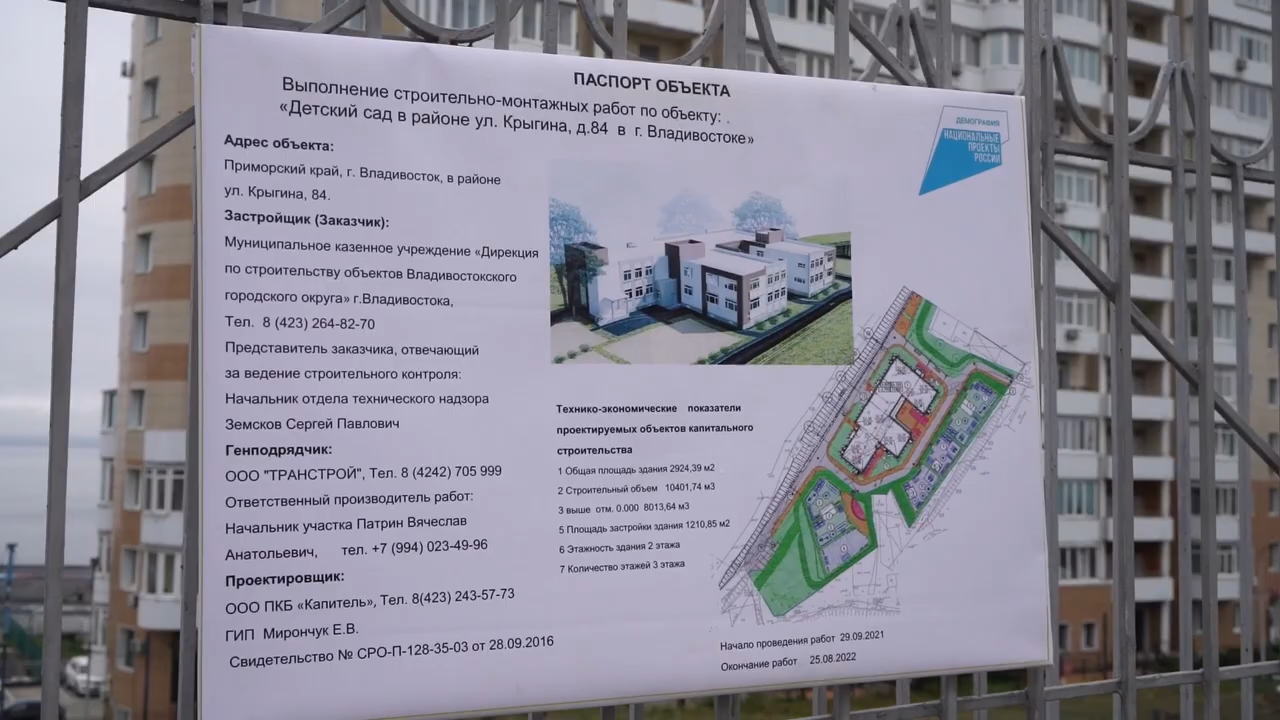 ПАСПОРТ ОБЪЕКТА
Выполнение строительно-монтажных работ по объекту: .
«Детский сад в районе ул. Крыгина, д.84 в г. Владивостоке»
ДЕМОГРАФИЯ
НАЦИОНАЛЬНЫЕ
ПРОЕКТЫ
РОССИИ
Адрес объекта:
Приморский край, г. Владивосток, в районе
ул. Крыгина, 84.
Застройщик (Заказчик):
Муниципальное казенное учреждение «Дирекция
по строительству объектов Владивостокского
городского округа» г.Владивостока,
Тел. 8 (423) 264-82-70
Представитель заказчика, отвечающий
за ведение строительного контроля:
Начальник отдела технического надзора
Земсков Сергей Павлович
Генподрядчик:
ООО "ТРАНСТРОЙ", Тел. 8 (4242) 705 999
Ответственный производитель работ:
Начальник участка Патрин Вячеслав
Анатольевич, тел. +7 (994) 023-49-96
Проектировщик:
ООО ПКБ «Капитель», Тел. 8(423) 243-57-73
ГИП Мирончук Е.В.
Свидетельство № СРО-П-128-35-03 от 28.09.2016
Технико-экономические показатели
проектируемых объектов капитального
строительства
1 Общая площадь здания 2924,39 м2
2 Строительный объем 10401,74 м3
3 выше отм. 0.000 8013,64 м3
5 Площадь застройки здания 1210,85 м2
6 Этажность здания 2 этажа
7 Количество этажей 3 этажа
Начало проведения работ 29.09.2021
Окончание работ 25.08.2022